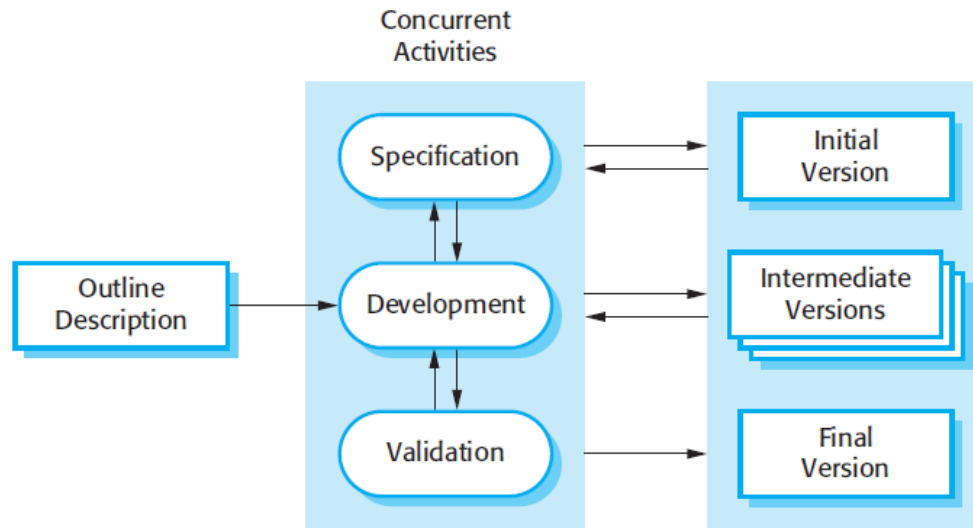 Concurrent
Activities
Specification
Initial
Version
Outline
Description
Development
Intermediate
Versions
Validation
Final
Version